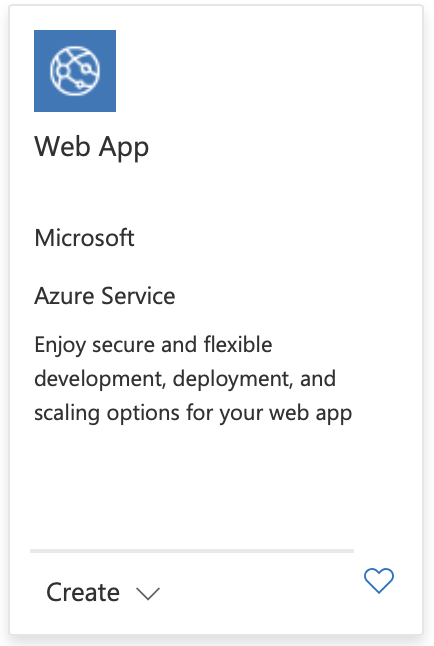 Web App
Microsoft
Azure Service
Enjoy secure and flexible
development, deployment, and
scaling options for your web app
Create